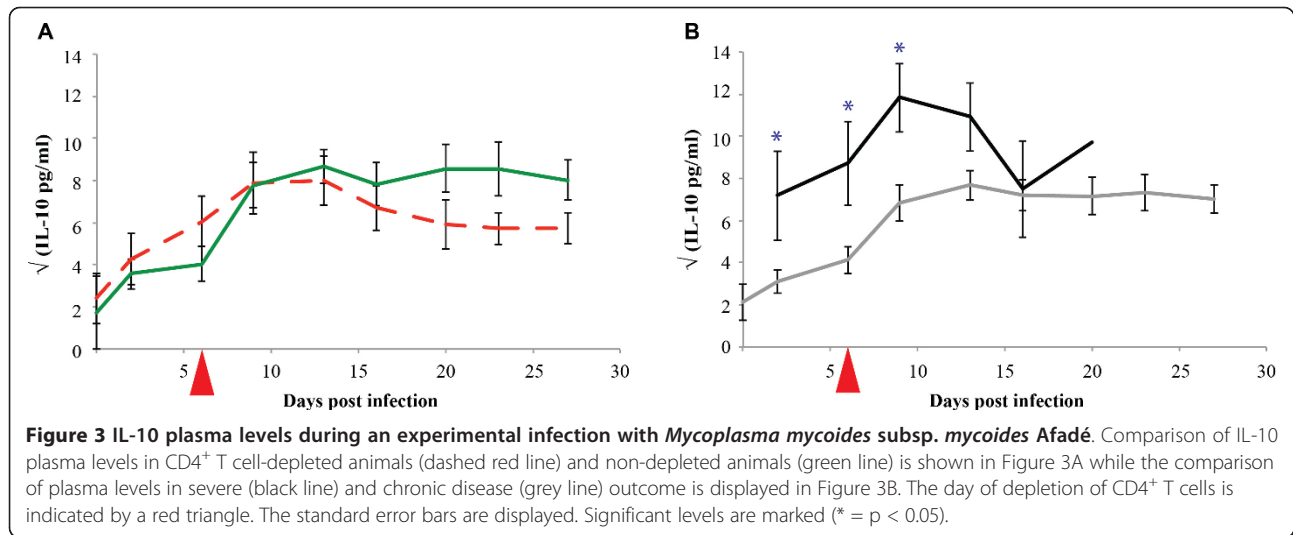 A
14
12
10
8
6
4
2
0
√ (IL-10 pg/ml)
5 10 15 20 25 30
Days post infection
B
14
12
10
8
6
4
2
0
√ (IL-10 pg/ml)
* * *
5 10 15 20 25 30
Days post infection
Figure 3 IL-10 plasma levels during an experimental infection with Mycoplasma mycoides subsp. mycoides Afadé. Comparison of IL-10
plasma levels in CD4⁺ T cell-depleted animals (dashed red line) and non-depleted animals (green line) is shown in Figure 3A while the comparison
of plasma levels in severe (black line) and chronic disease (grey line) outcome is displayed in Figure 3B. The day of depletion of CD4⁺ T cells is
indicated by a red triangle. The standard error bars are displayed. Significant levels are marked (* = p < 0.05).